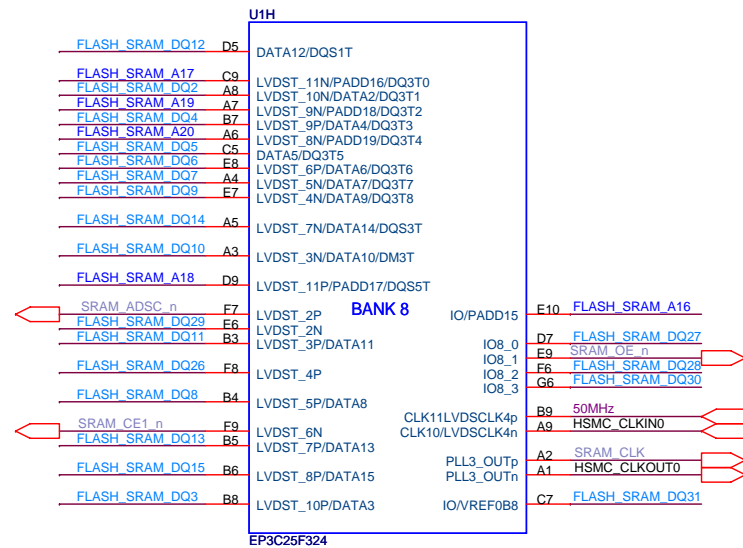 U1H
FLASH_SRAM_DQ12 D5 DATA12/DQS1T
FLASH_SRAM_A17 C9 LVDST_11N/PADD16/DQ3T0
FLASH_SRAM_DQ2 A8 LVDST_10N/DATA2/DQ3T1
FLASH_SRAM_A19 A7 LVDST_9N/PADD18/DQ3T2
FLASH_SRAM_DQ4 B7 LVDST_9P/DATA4/DQ3T3
FLASH_SRAM_A20 A6 LVDST_8N/PADD19/DQ3T4
FLASH_SRAM_DQ5 C5 DATA5/DQ3T5
FLASH_SRAM_DQ6 E8 LVDST_6P/DATA6/DQ3T6
FLASH_SRAM_DQ7 A4 LVDST_5N/DATA7/DQ3T7
FLASH_SRAM_DQ9 E7 LVDST_4N/DATA9/DQ3T8
FLASH_SRAM_DQ14 A5 LVDST_7N/DATA14/DQS3T
FLASH_SRAM_DQ10 A3 LVDST_3N/DATA10/DM3T
FLASH_SRAM_A18 D9 LVDST_11P/PADD17/DQS5T
SRAM_ADSC_n F7 LVDST_2P BANK 8 IO/PADD15 E10 FLASH_SRAM_A16
FLASH_SRAM_DQ29 E6 LVDST_2N
FLASH_SRAM_DQ11 B3 LVDST_3P/DATA11 IO8_0 D7 FLASH_SRAM_DQ27
IO8_1 E9 SRAM_OE_n
FLASH_SRAM_DQ26 F8 LVDST_4P IO8_2 F6 FLASH_SRAM_DQ28
IO8_3 G6 FLASH_SRAM_DQ30
FLASH_SRAM_DQ8 B4 LVDST_5P/DATA8
CLK11LVDSCLK4p B9 50MHz
SRAM_CE1_n F9 LVDST_6N CLK10/LVDSCLK4n A9 HSMC_CLKIN0
FLASH_SRAM_DQ13 B5 LVDST_7P/DATA13
PLL3_OUTp A2 SRAM_CLK
FLASH_SRAM_DQ15 B6 LVDST_8P/DATA15 PLL3_OUTn A1 HSMC_CLKOUT0
FLASH_SRAM_DQ3 B8 LVDST_10P/DATA3 IO/VREF0B8 C7 FLASH_SRAM_DQ31
EP3C25F324